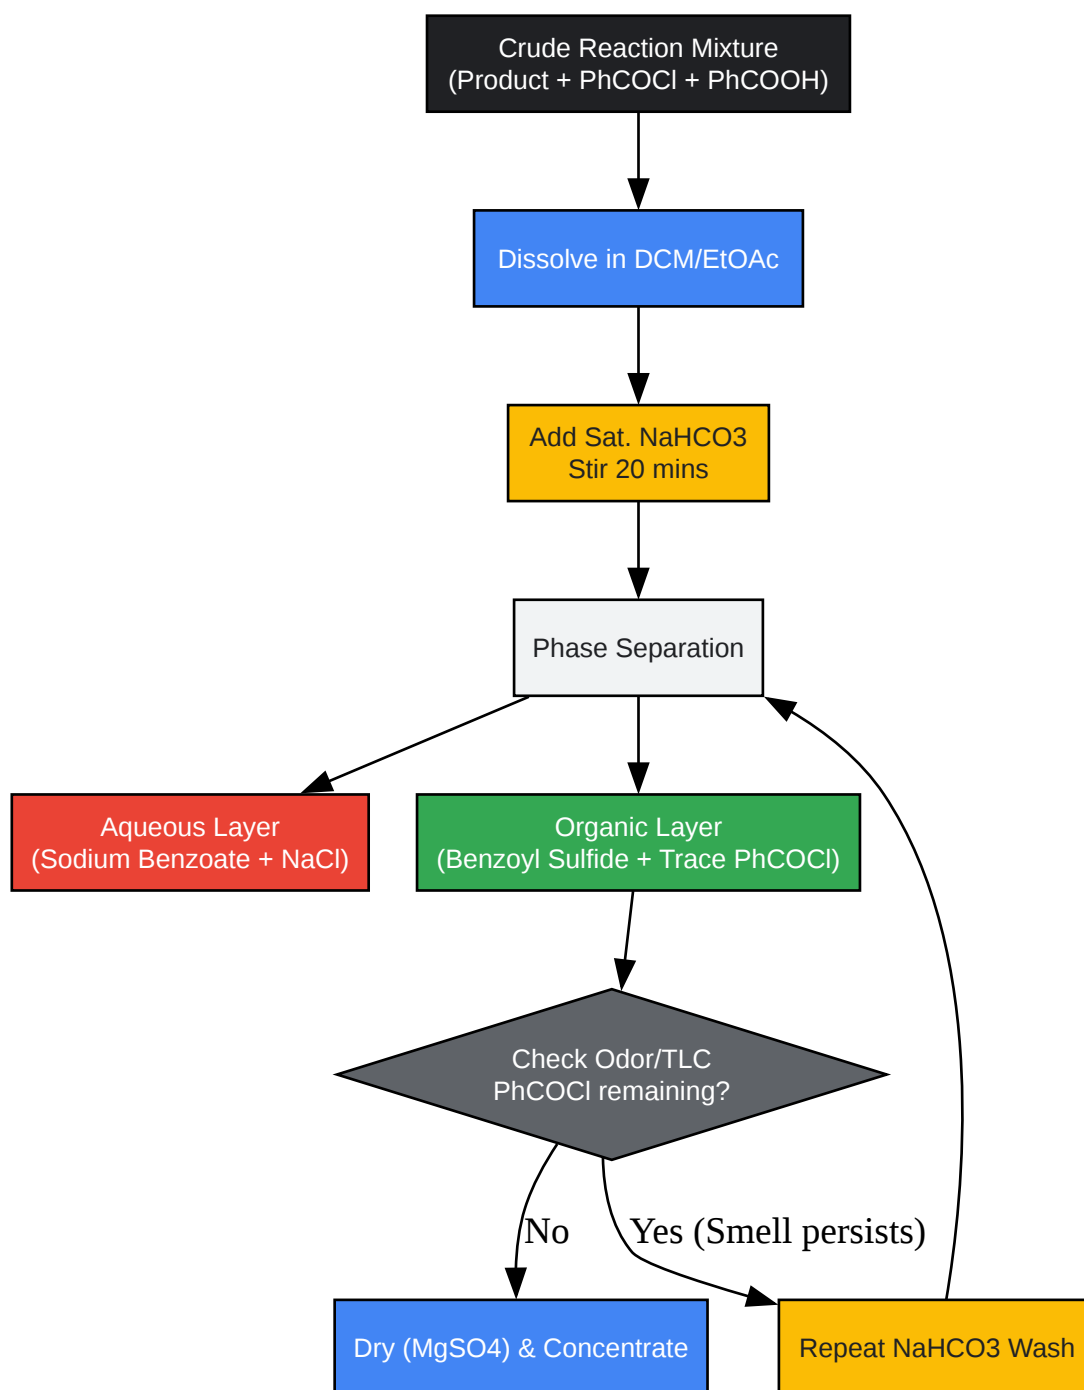 Crude Reaction Mixture
(Product + PhCOCl + PhCOOH)
Dissolve in DCM/EtOAc
Add Sat. NaHCO3
Stir 20 mins
Phase Separation
Aqueous Layer
(Sodium Benzoate + NaCl)
Organic Layer
(Benzoyl Sulfide + Trace PhCOCl)
Check Odor/TLC
PhCOCl remaining?
No
Yes (Smell persists)
Dry (MgSO4) & Concentrate
Repeat NaHCO3 Wash